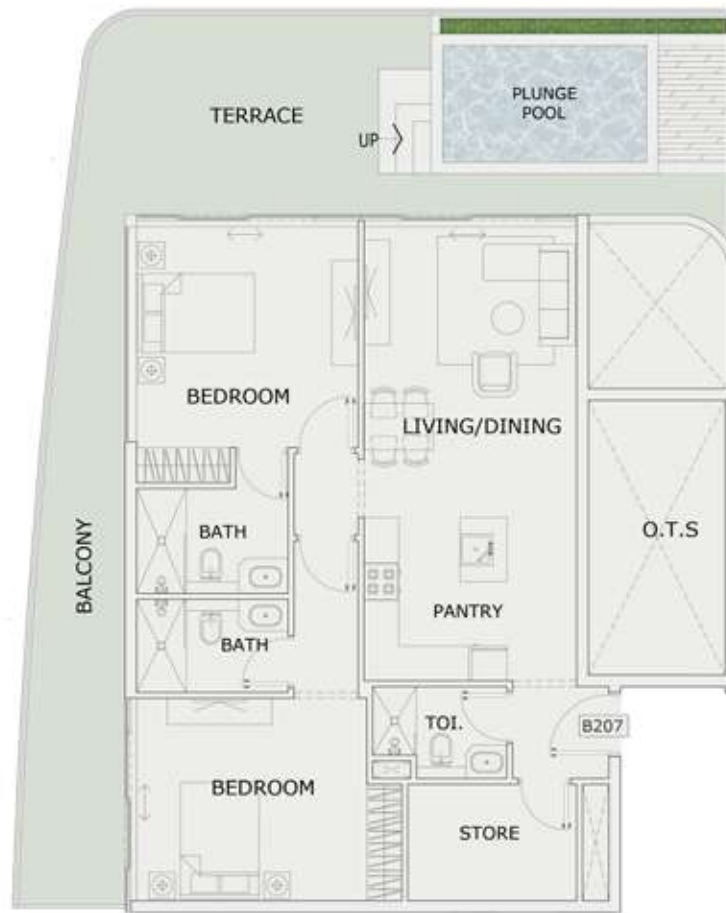 PLUNGE
POOL
TERRACE
UP
BEDROOM
LIVING/DINING
O.T.S
BATH
BALCONY
PANTRY
BATH
TOI.
B207
BEDROOM
STORE